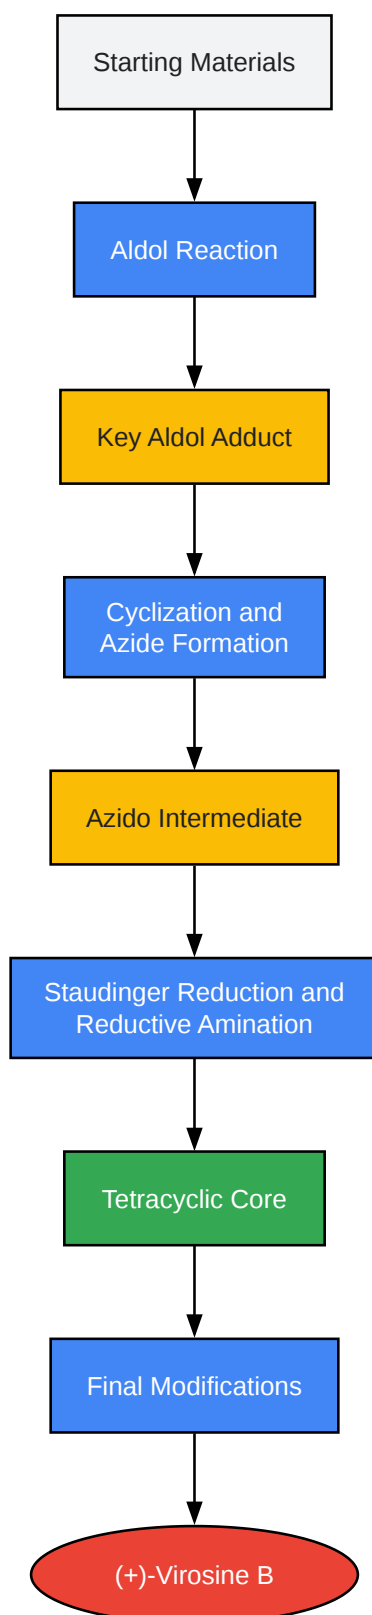 Starting Materials
Aldol Reaction
Key Aldol Adduct
Cyclization and
Azide Formation
Azido Intermediate
Staudinger Reduction and
Reductive Amination
Tetracyclic Core
Final Modifications
(+)-Virosine B